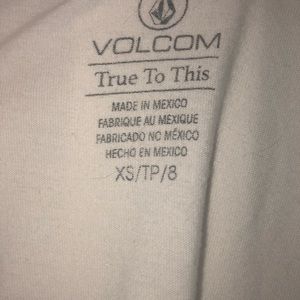 VOLCOM
True To This
MADE IN MEXICO
FABRIQUE AU MEXIQUE
FABRICADO NO MÉXICO
HECHO EN MEXICO
XS/TP/8